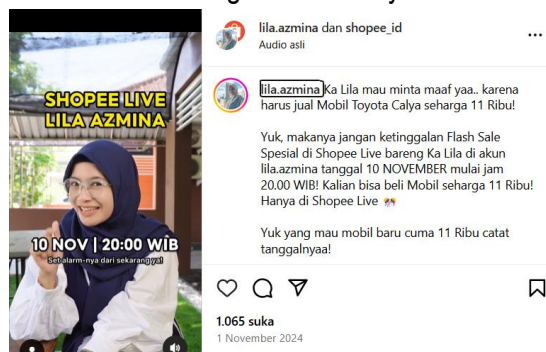 SHOPEE LIVE
LILA AZMINA
10 NOV | 20:00 WIB
Set alarm-nya dari sekarang ya!
lila.azmina dan shopee_id
Audio asli
lila.azmina Ka Lila mau minta maaf yaa.. karena
harus jual Mobil Toyota Calya seharga 11 Ribu!
Yuk, makanya jangan ketinggalan Flash Sale
Spesial di Shopee Live bareng Ka Lila di akun
lila.azmina tanggal 10 NOVEMBER mulai jam
20.00 WIB! Kalian bisa beli Mobil seharga 11 Ribu!
Hanya di Shopee Live
Yuk yang mau mobil baru cuma 11 Ribu catat
tanggalnyaa!
1.065 suka
1 November 2024